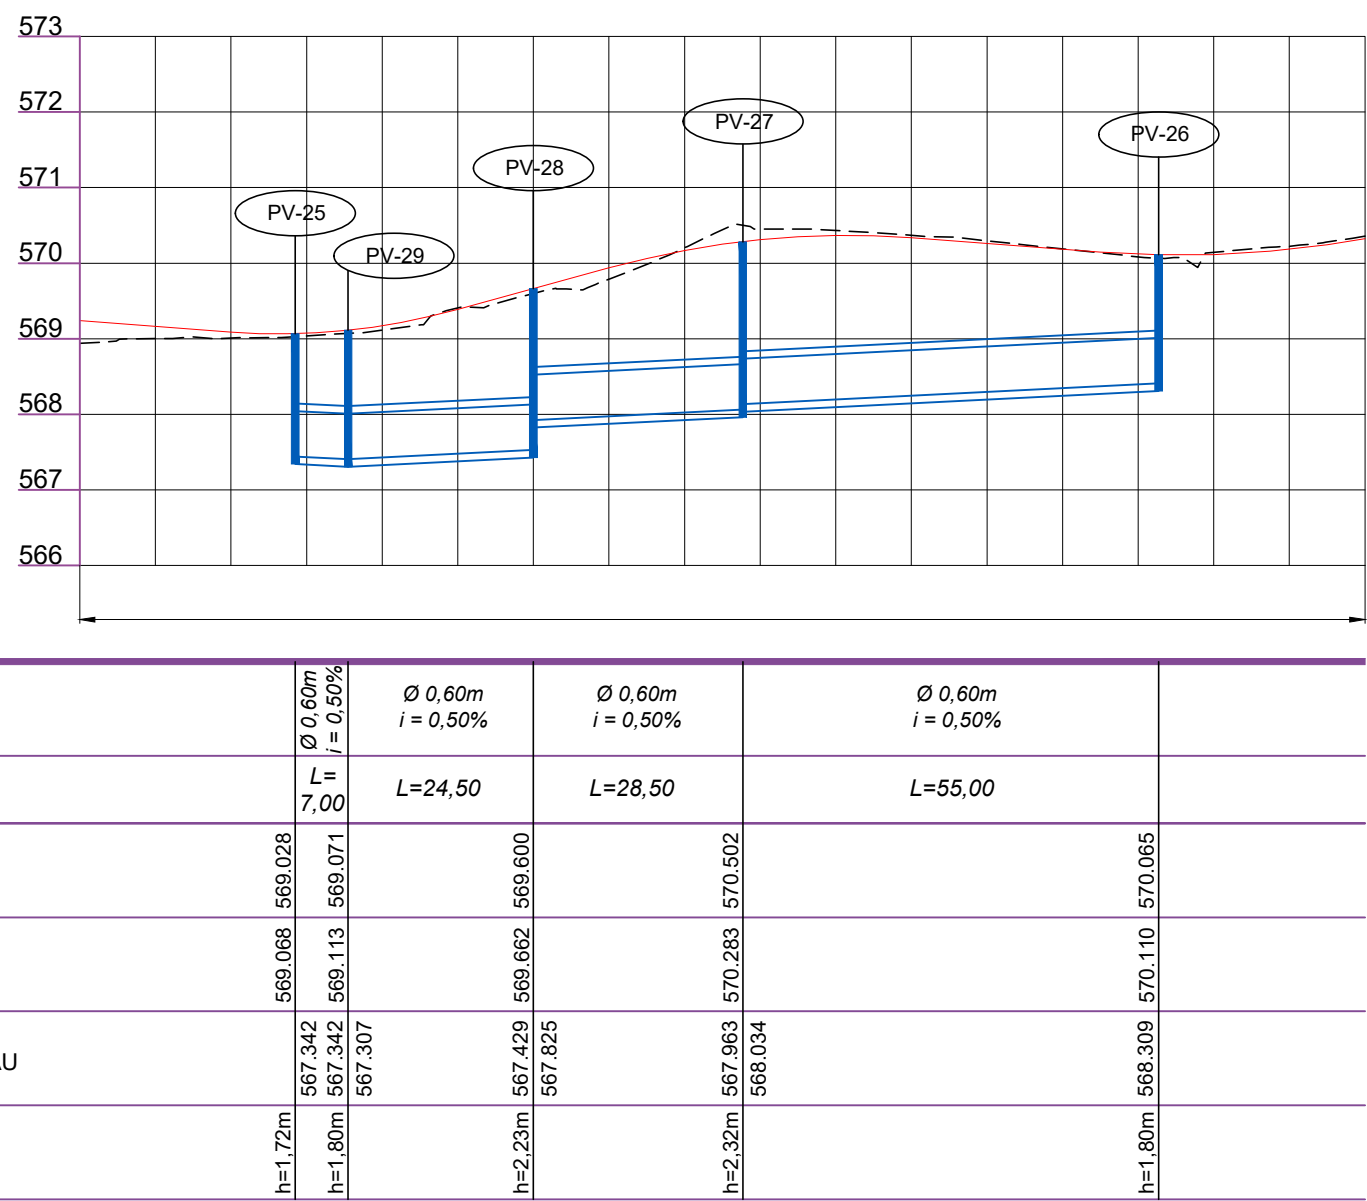 573
572
571
570
569
568
567
566
PV-25
PV-29
PV-28
PV-27
PV-26
Ø 0,60m
i = 0,50%
Ø 0,60m
i = 0,50%
Ø 0,60m
i = 0,50%
Ø 0,60m
i = 0,50%
L=
7,00
L=24,50
L=28,50
L=55,00
569.028
569.071
569.600
570.502
570.065
569.068
569.113
569.662
570.283
570.110
AU
567.342
567.342
567.307
567.429
567.825
567.963
568.034
568.309
h=1,72m
h=1,80m
h=2,23m
h=2,32m
h=1,80m